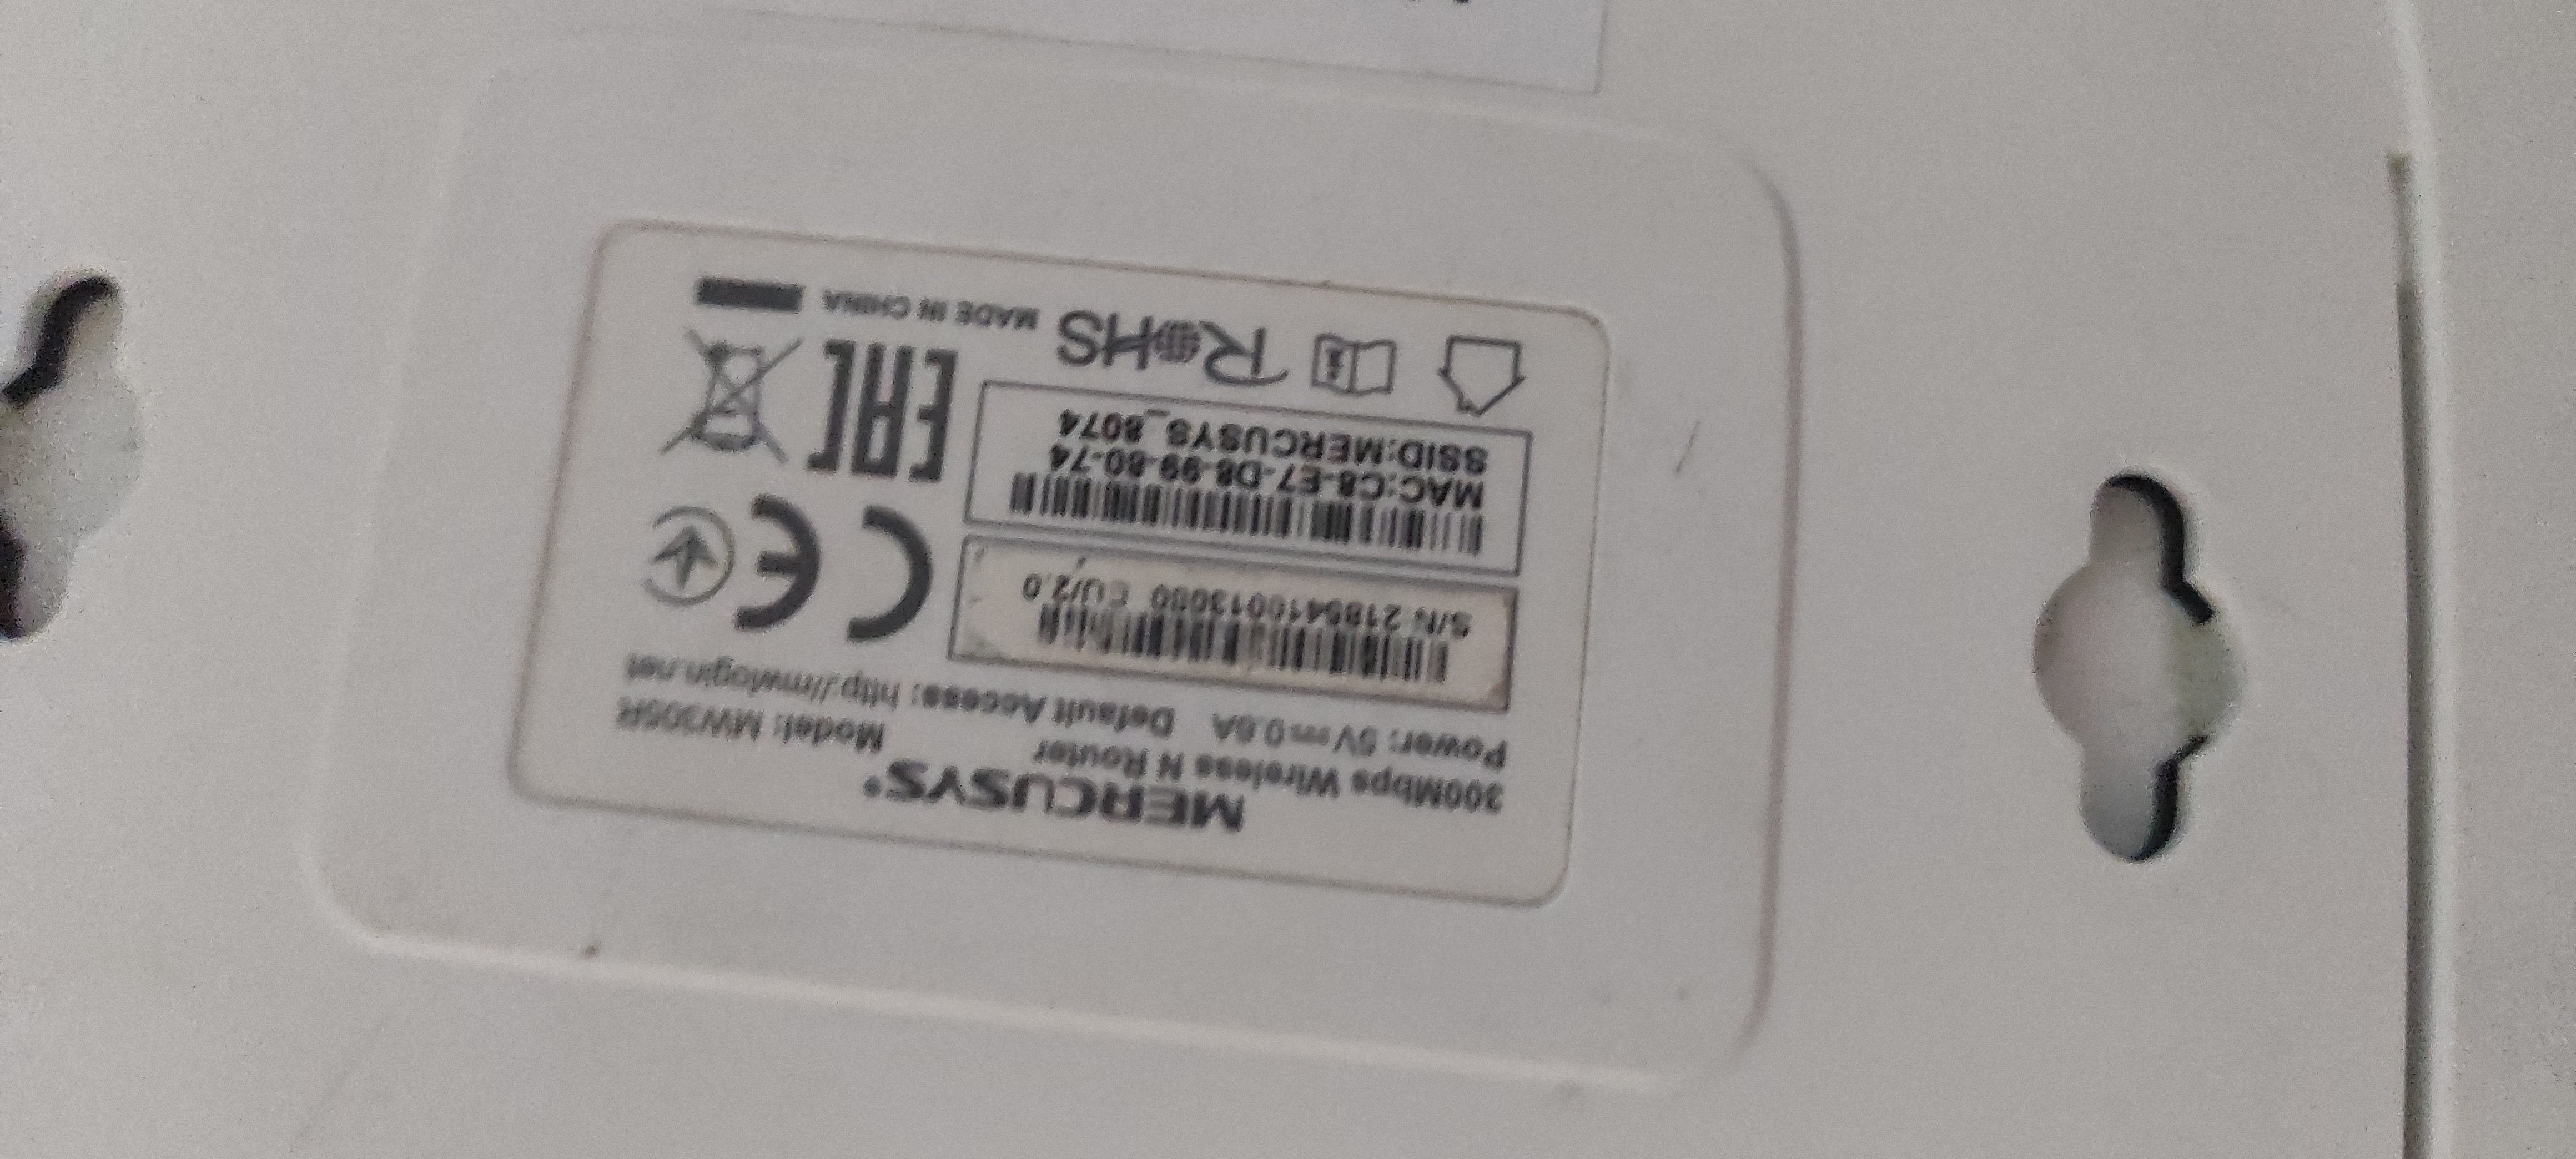 MERCUSYS®
300Mbps Wireless N Router Model: MW305R
Power: 5V⎓0.6A Default Access: http://mwlogin.net
S/N 2185410013080 EU/2.0
MAC:C8-E7-D8-99-80-74
SSID:MERCUSYS_8074
CE
EAC
RoHS MADE IN CHINA